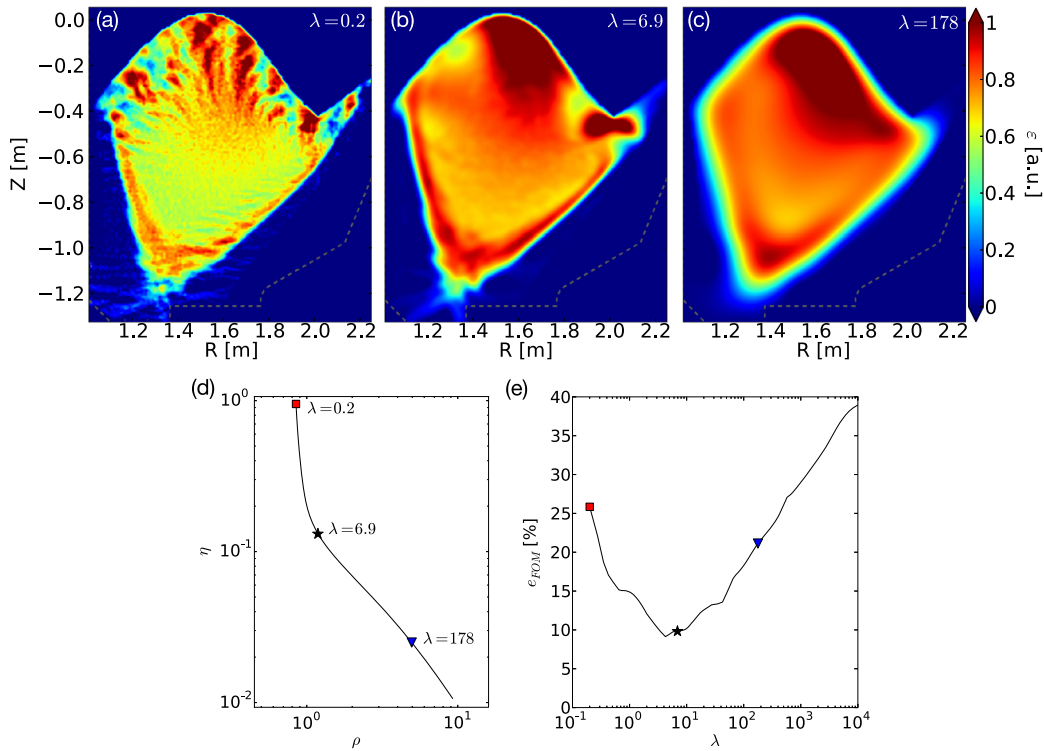 (a) λ=0.2
(b) λ=6.9
(c) λ=178
0.0
−0.2
−0.4
−0.6
−0.8
−1.0
−1.2
Z [m]
1.2 1.4 1.6 1.8 2.0 2.2
R [m]
1.2 1.4 1.6 1.8 2.0 2.2
R [m]
1.2 1.4 1.6 1.8 2.0 2.2
R [m]
1
0.8
0.6
0.4
0.2
0
ε [a.u.]
(d)
10⁰
10⁻¹
10⁻²
η
λ=0.2
λ=6.9
λ=178
10⁰ 10¹
ρ
(e)
40
35
30
25
20
15
10
5
0
e_FOM [%]
10⁻¹ 10⁰ 10¹ 10² 10³ 10⁴
λ